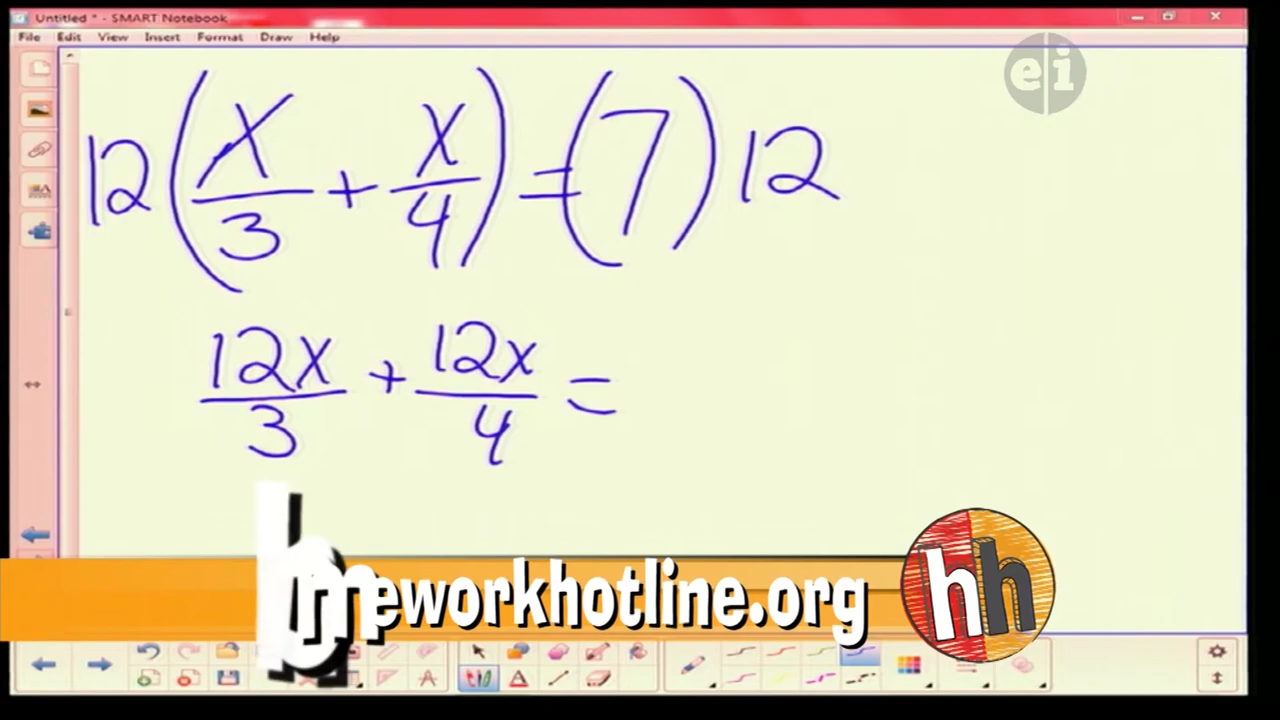 Untitled * - SMART Notebook
File Edit View Insert Format Draw Help
e i
12(x/3 + x/4) = (7)12
12x/3 + 12x/4 =
homeworkhotline.org
hh